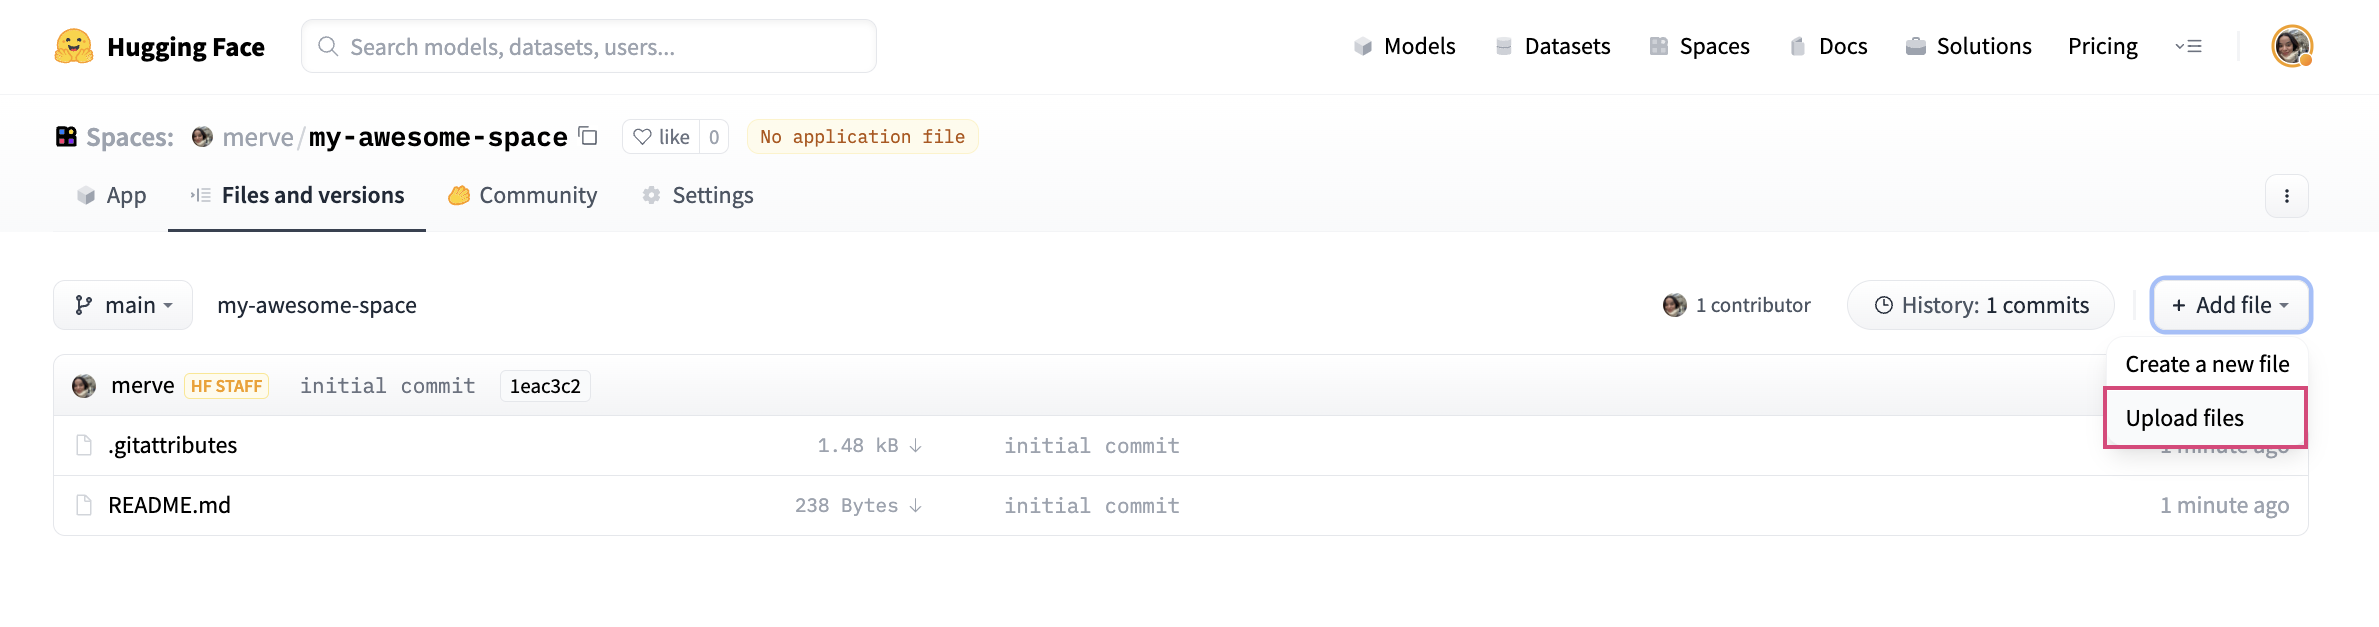 Hugging Face Search models, datasets, users... Models Datasets Spaces Docs Solutions Pricing
Spaces: merve/my-awesome-space like 0 No application file
App Files and versions Community Settings
main my-awesome-space 1 contributor History: 1 commits + Add file
Create a new file
merve HF STAFF initial commit 1eac3c2
Upload files
.gitattributes 1.48 kB initial commit 1 minute ago
README.md 238 Bytes initial commit 1 minute ago